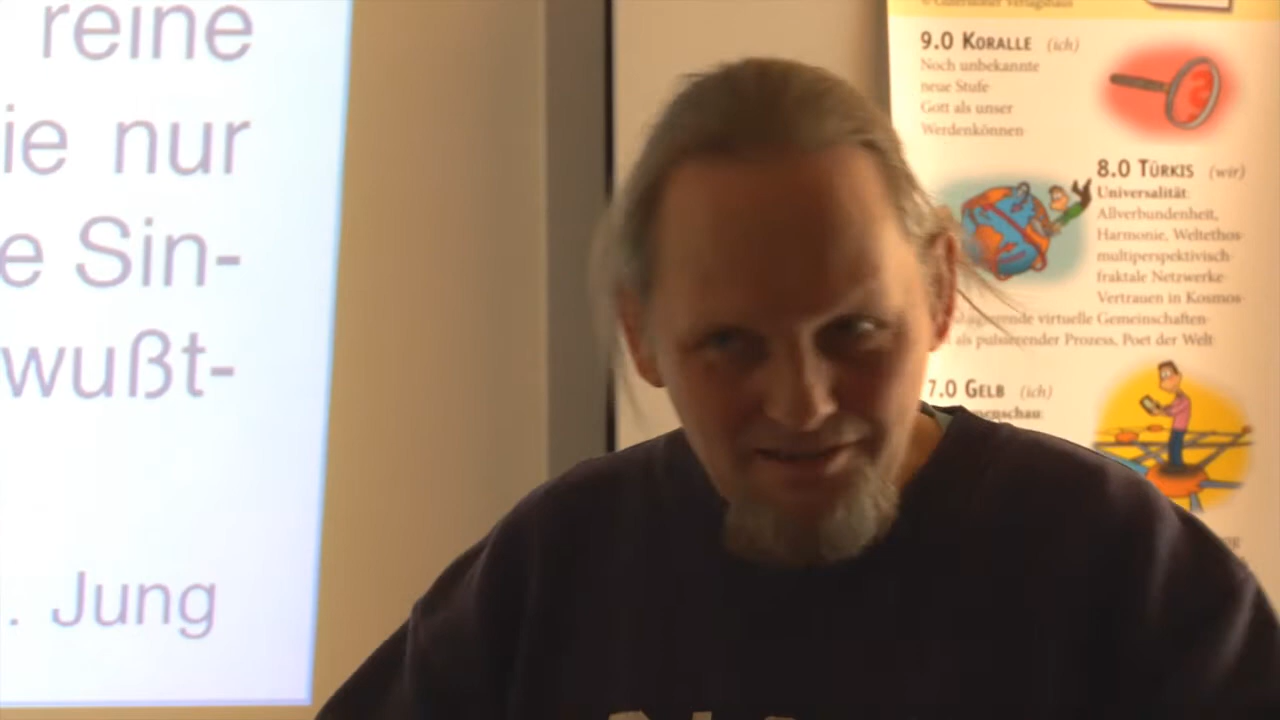 reine
ie nur
e Sin-
wußt-
. Jung
9.0 KORALLE (ich)
Noch unbekannte
neue Stufe
Gott als unser
Werdenkönnen
8.0 TÜRKIS (wir)
Universalität:
Allverbundenheit,
Harmonie, Weltethos
multiperspektivisch-
fraktale Netzwerke
Vertrauen in Kosmos
virtuelle Gemeinschaften
als pulsierender Prozess, Poet der Welt
7.0 GELB (ich)
menschau: